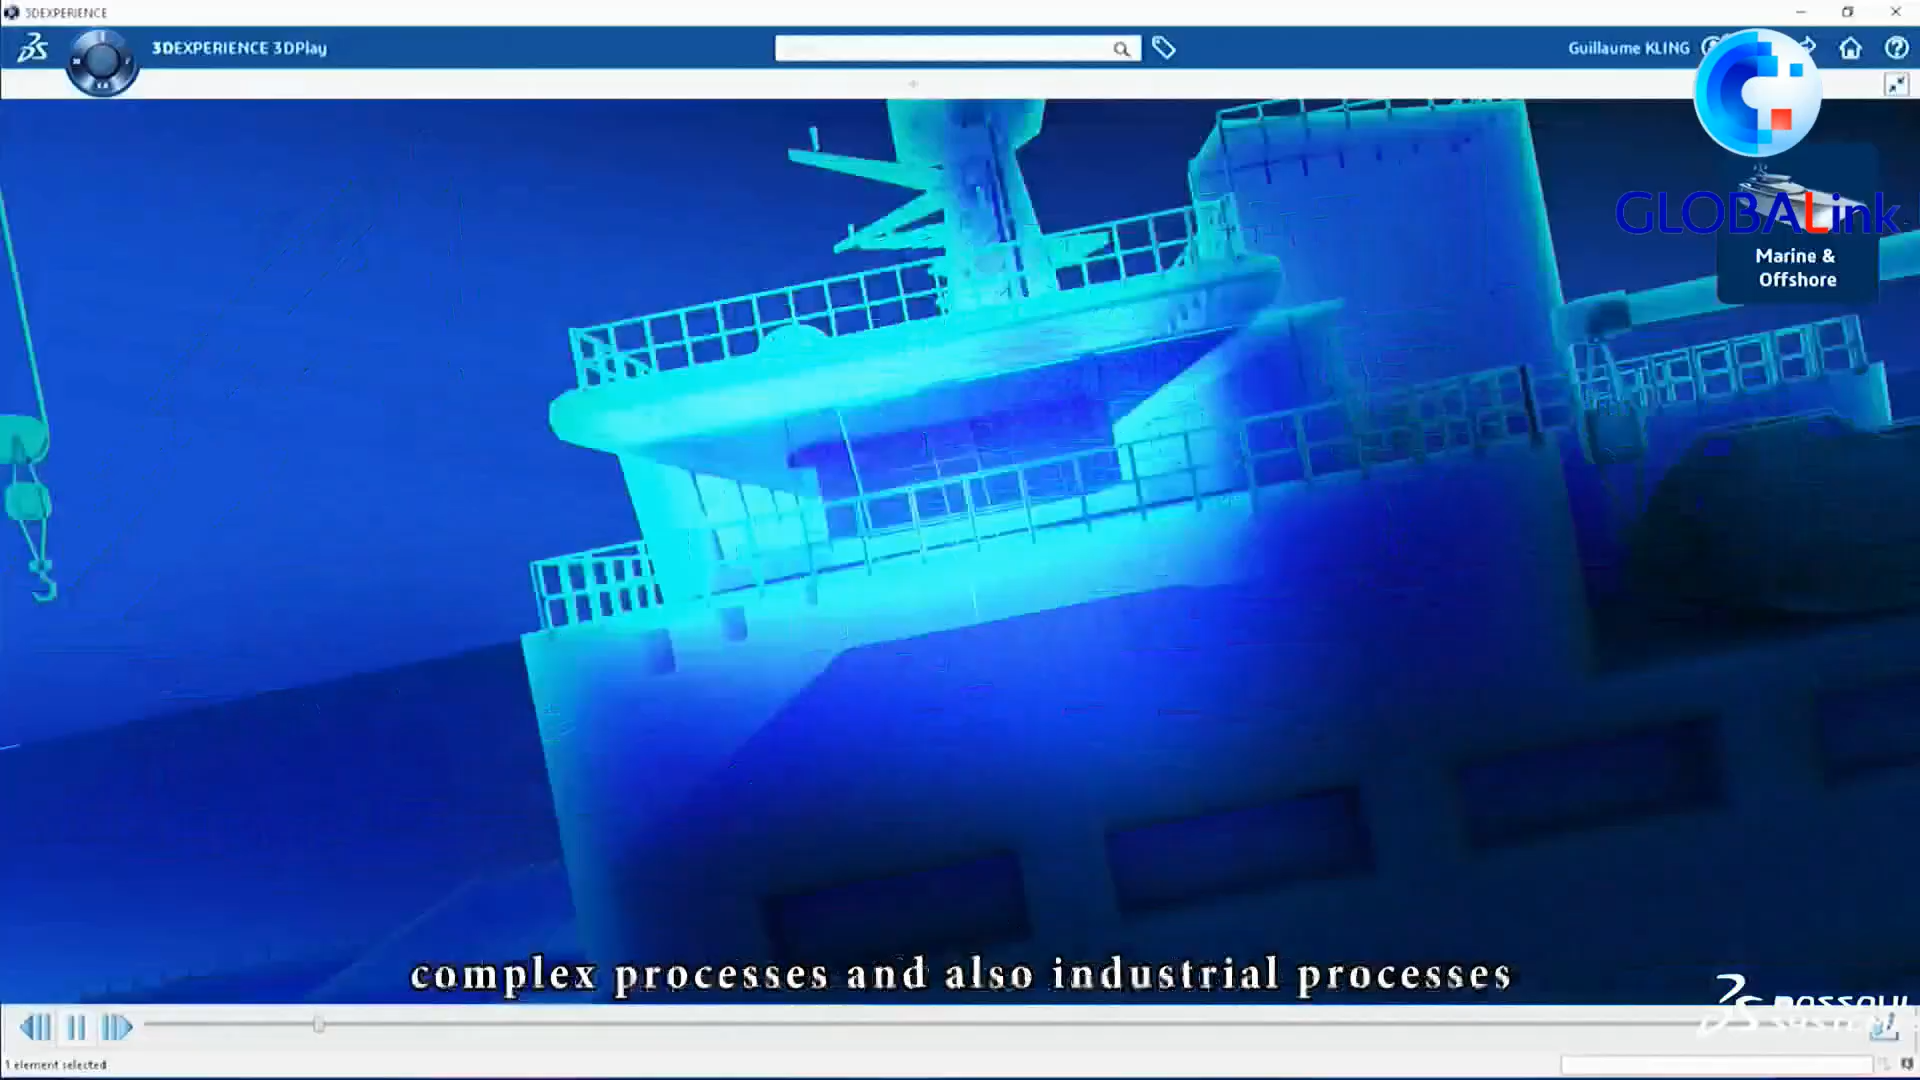 3DEXPERIENCE
3DEXPERIENCE 3DPlay
Guillaume KLING
GLOBALink
Marine &
Offshore
complex processes and also industrial processes
1 element selected